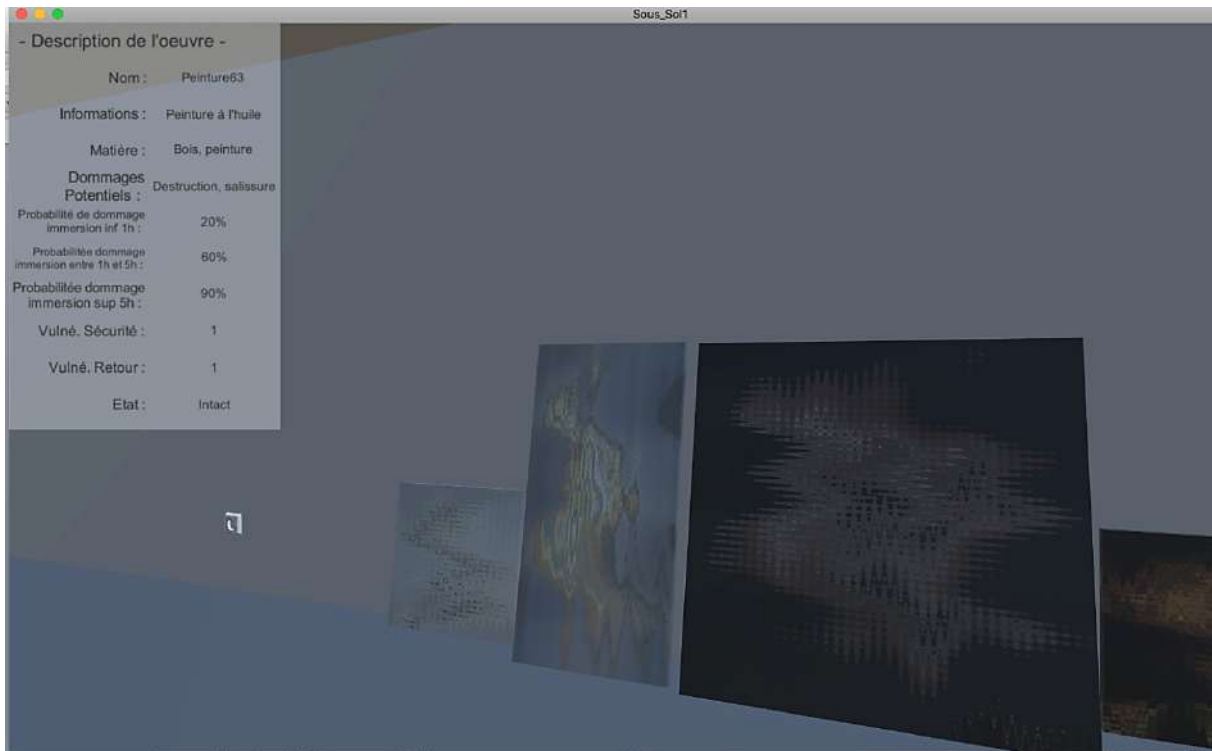 Sous_Sol1
- Description de l'oeuvre -
Nom : Peinture63
Informations : Peinture à l'huile
Matière : Bois, peinture
Dommages
Potentiels : Destruction, salissure
Probabilité de dommage
immersion inf 1h : 20%
Probabilitée dommage
immersion entre 1h et 5h : 60%
Probabilitée dommage
immersion sup 5h : 90%
Vulné. Sécurité : 1
Vulné. Retour : 1
Etat : Intact